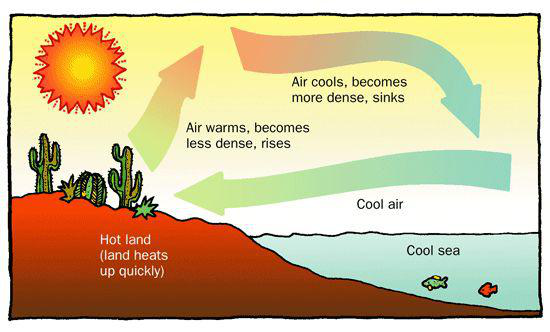 Air cools, becomes
more dense, sinks
Air warms, becomes
less dense, rises
Cool air
Hot land
(land heats
up quickly)
Cool sea